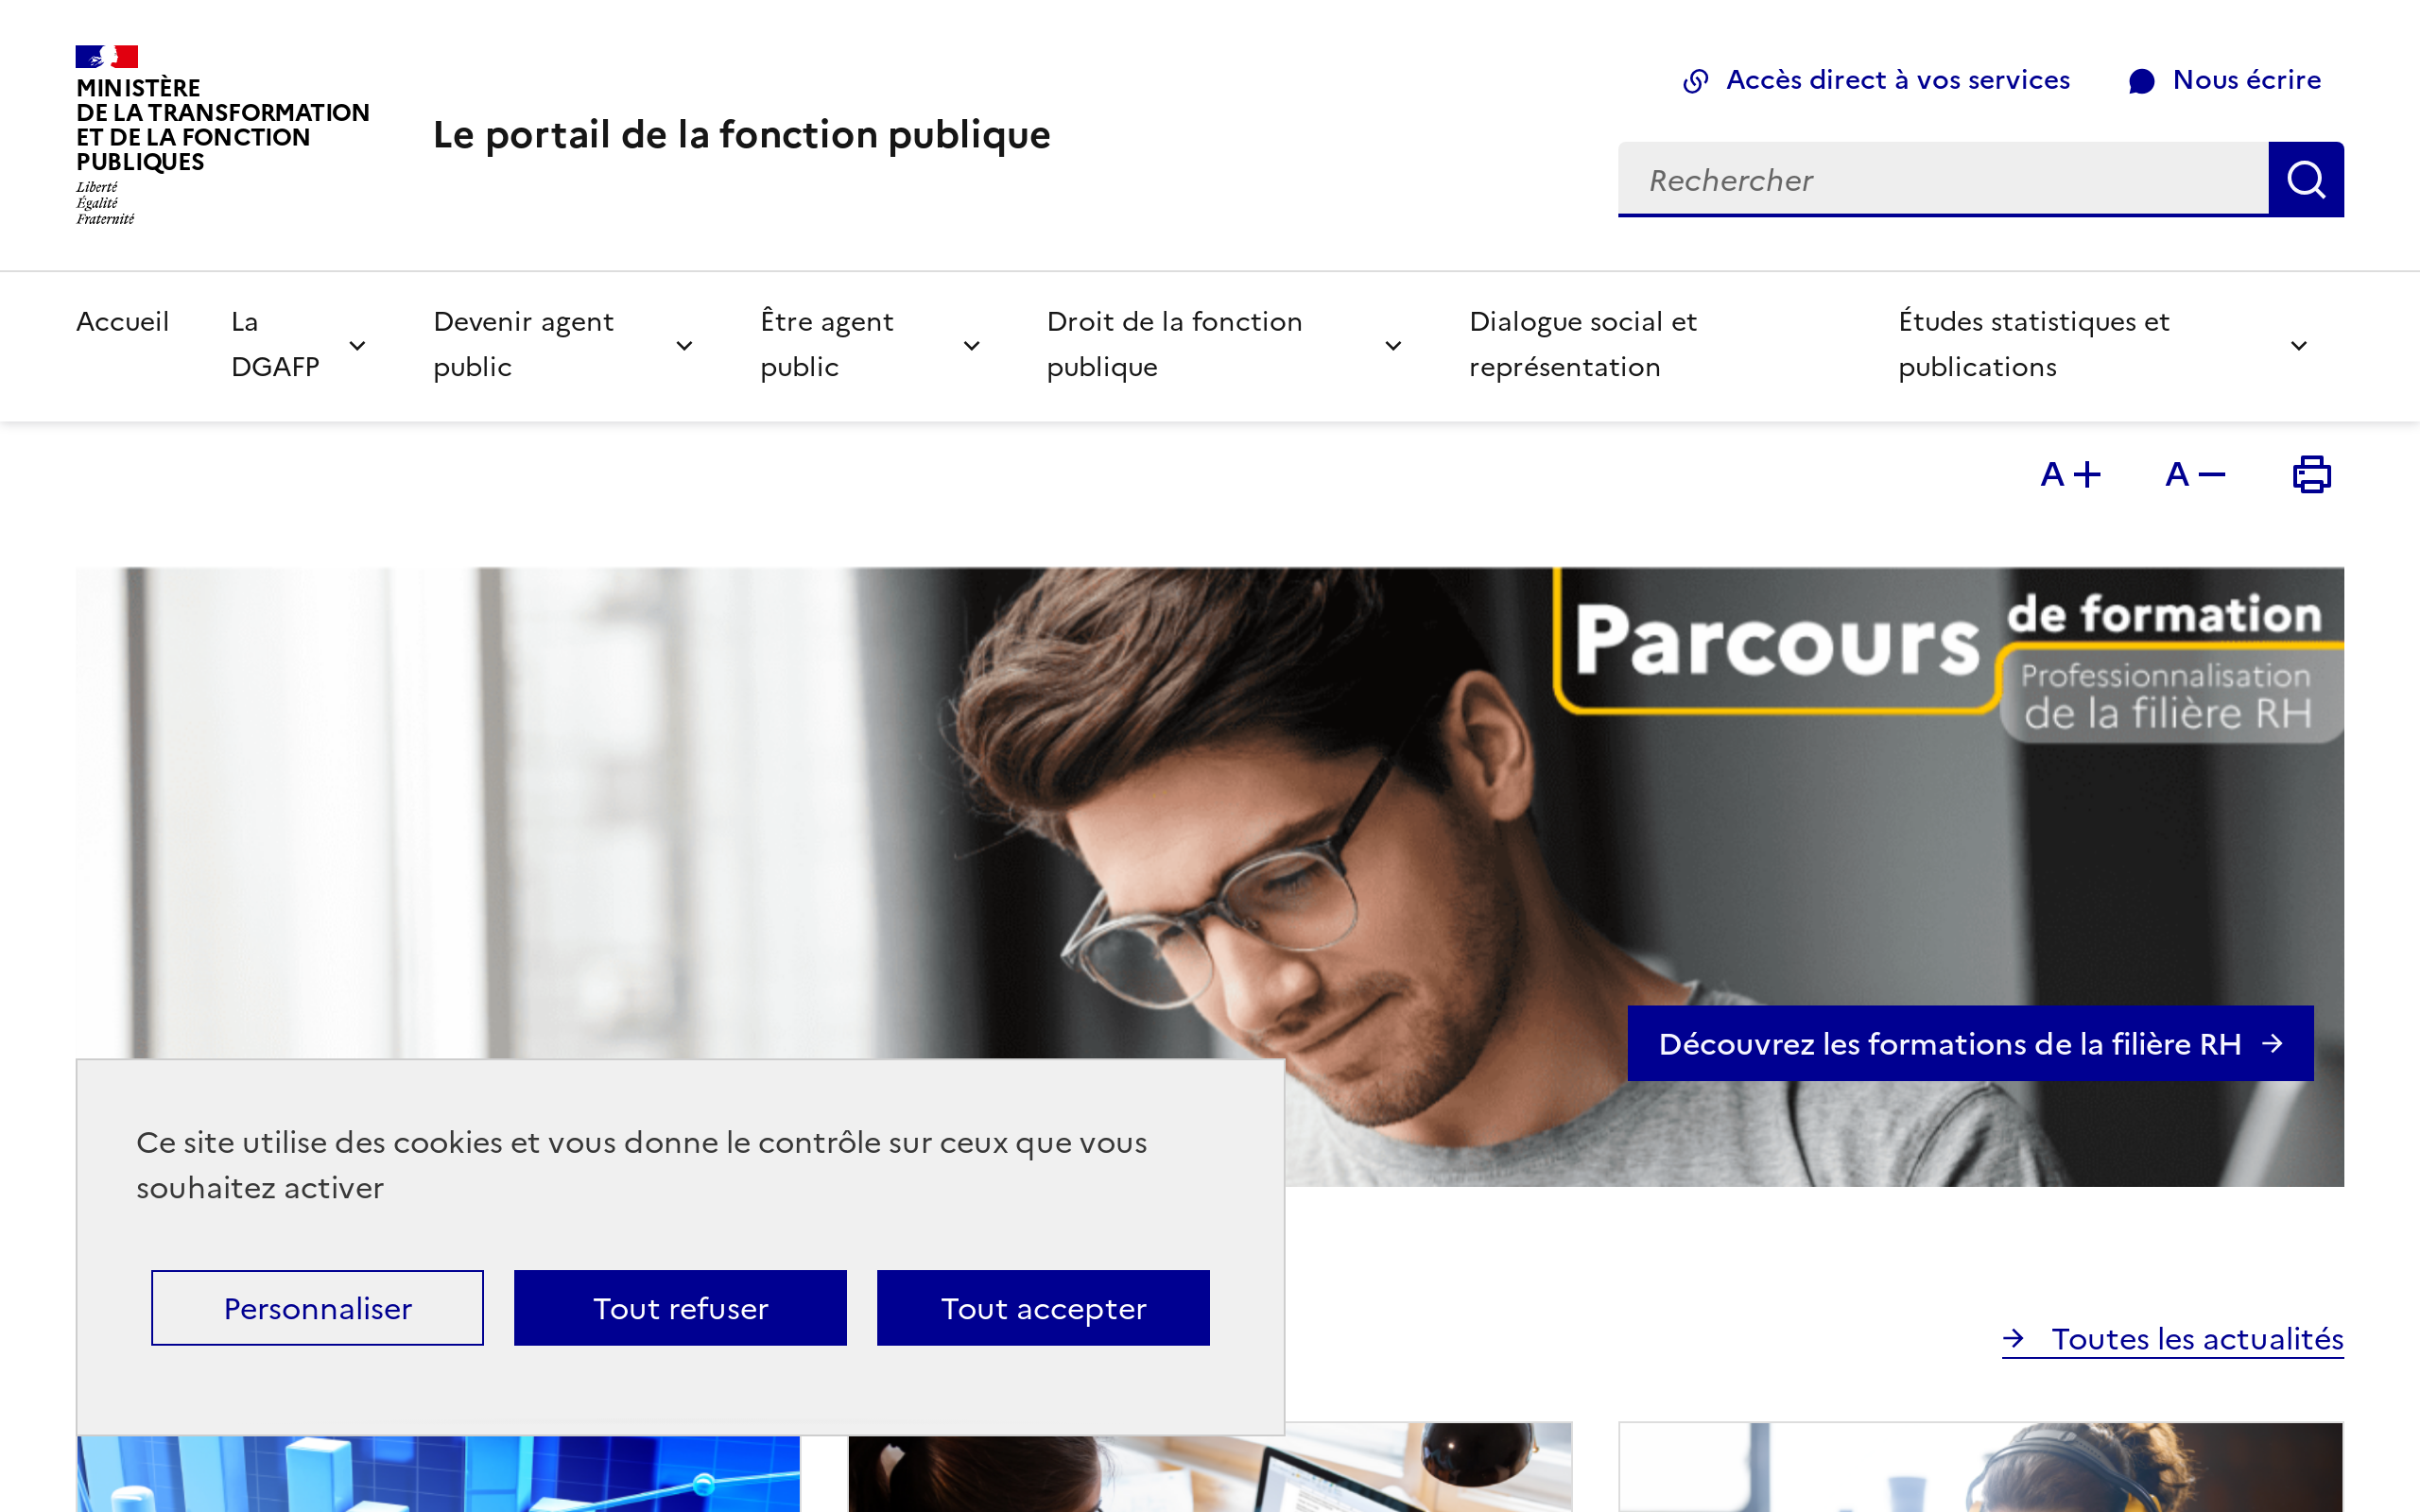 MINISTÈRE
DE LA TRANSFORMATION
ET DE LA FONCTION
PUBLIQUES
Liberté
Égalité
Fraternité
Le portail de la fonction publique
Accès direct à vos services
Nous écrire
Rechercher
Accueil
La
DGAFP
Devenir agent
public
Être agent
public
Droit de la fonction
publique
Dialogue social et
représentation
Études statistiques et
publications
A +
A −
Parcours de formation
Professionnalisation
de la filière RH
Découvrez les formations de la filière RH
Ce site utilise des cookies et vous donne le contrôle sur ceux que vous
souhaitez activer
Personnaliser
Tout refuser
Tout accepter
Toutes les actualités